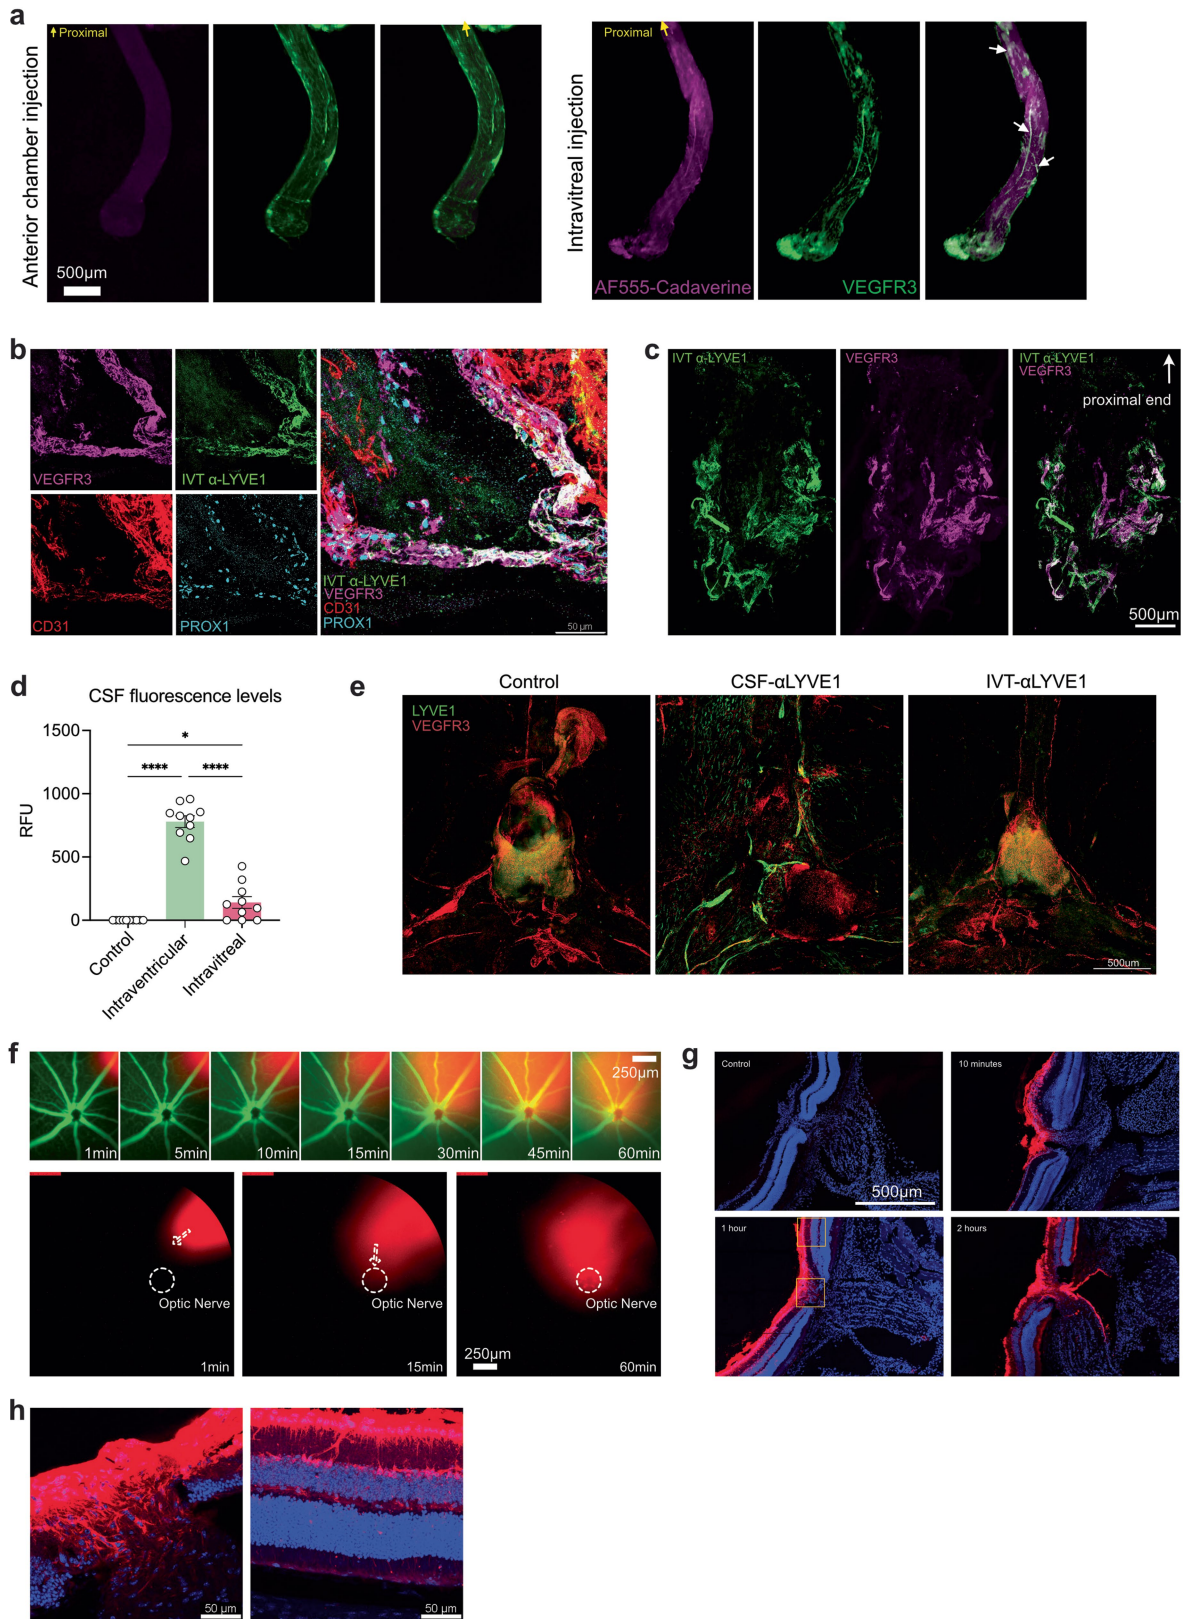 a
Anterior chamber injection
Proximal
500µm
Intravitreal injection
Proximal
AF555-Cadaverine
VEGFR3
b
VEGFR3
IVT α-LYVE1
CD31
PROX1
IVT α-LYVE1
VEGFR3
CD31
PROX1
50 µm
c
IVT α-LYVE1
VEGFR3
IVT α-LYVE1
VEGFR3
proximal end
500µm
d
CSF fluorescence levels
RFU
1500
1000
500
0
*
**** ****
Control
Intraventricular
Intravitreal
e
Control
CSF-αLYVE1
IVT-αLYVE1
LYVE1
VEGFR3
500um
f
250µm
1min
5min
10min
15min
30min
45min
60min
Optic Nerve
1min
Optic Nerve
15min
Optic Nerve
250µm
60min
g
Control
500µm
10 minutes
1 hour
2 hours
h
50 µm
50 µm